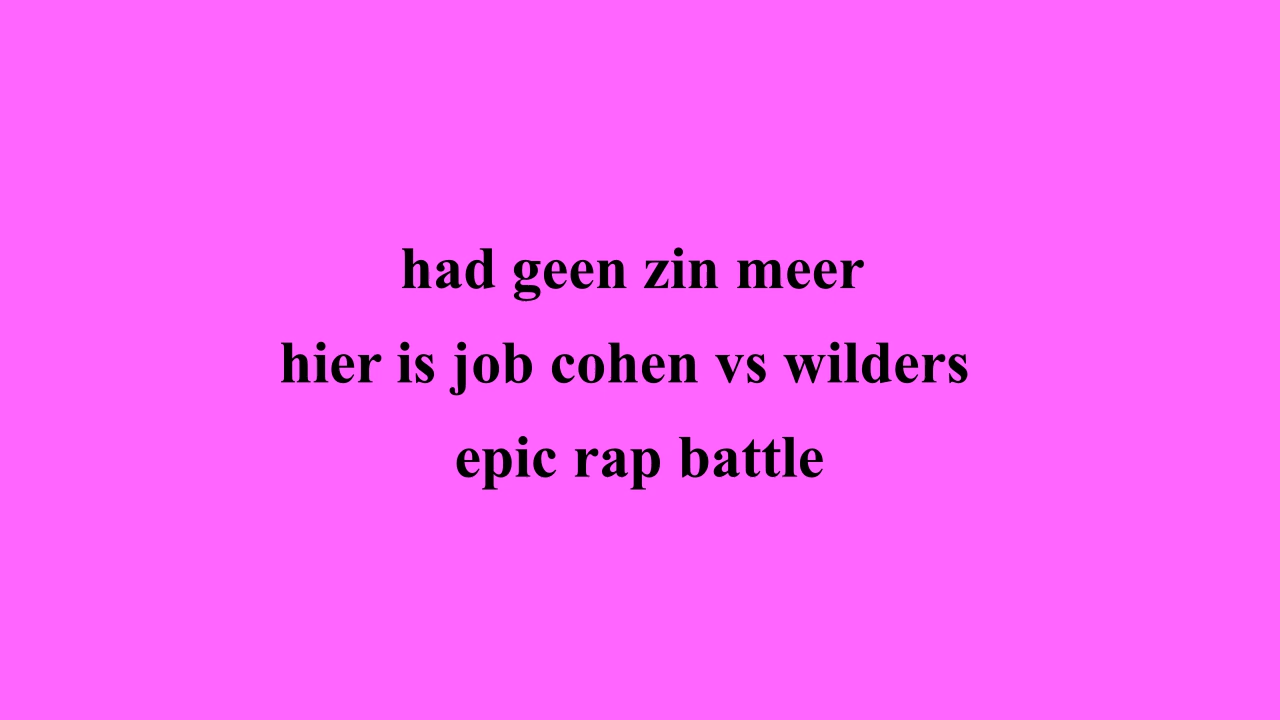 had geen zin meer
hier is job cohen vs wilders
epic rap battle